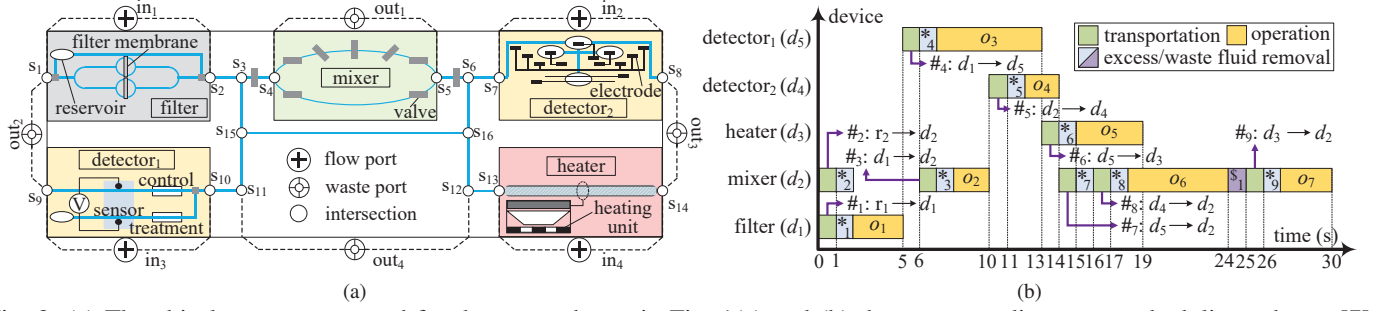 in1
out1
in2
filter membrane
reservoir
filter
mixer
valve
electrode
detector2
s1
s2
s3
s4
s5
s6
s7
s8
out2
out3
s15
s16
detector1
control
sensor
treatment
V
s9
s10
s11
flow port
waste port
intersection
heater
heating
unit
s12
s13
s14
in3
out4
in4
(a)
device
transportation
operation
excess/waste fluid removal
detector1 (d5)
*4
o3
#4: d1 → d5
detector2 (d4)
*5
o4
#5: d2 → d4
heater (d3)
#2: r2 → d2
*6
o5
#9: d3 → d2
#3: d1 → d2
#6: d5 → d3
mixer (d2)
*2
*3
o2
*7
*8
o6
$1
*9
o7
#1: r1 → d1
#8: d4 → d2
filter (d1)
*1
o1
#7: d5 → d2
time (s)
0 1 5 6 10 11 13 14 15 16 17 19 24 25 26 30
(b)